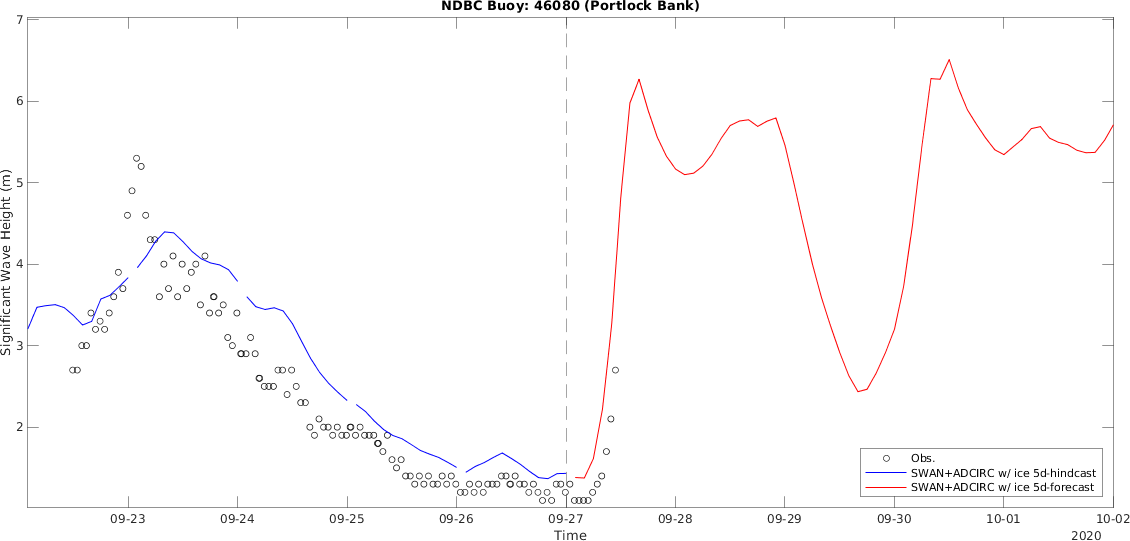 NDBC Buoy: 46080 (Portlock Bank)
7
6
5
4
3
2
Significant Wave Height (m)
Obs.
SWAN+ADCIRC w/ ice 5d-hindcast
SWAN+ADCIRC w/ ice 5d-forecast
09-23 09-24 09-25 09-26 09-27 09-28 09-29 09-30 10-01 10-02
Time 2020